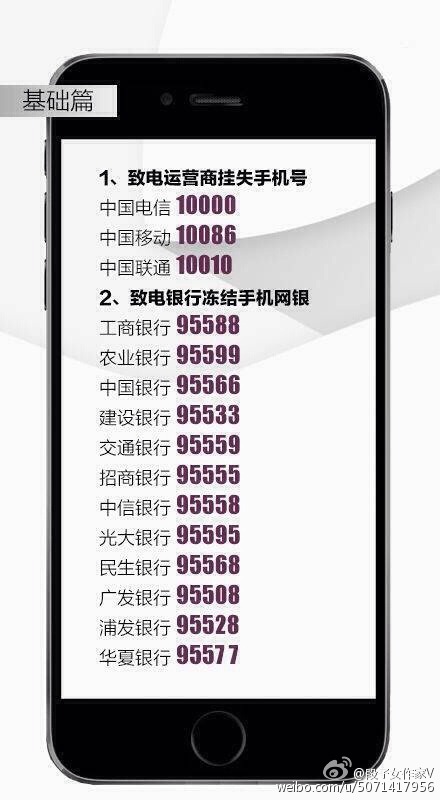 基础篇
1、致电运营商挂失手机号
中国电信 10000
中国移动 10086
中国联通 10010
2、致电银行冻结手机网银
工商银行 95588
农业银行 95599
中国银行 95566
建设银行 95533
交通银行 95559
招商银行 95555
中信银行 95558
光大银行 95595
民生银行 95568
广发银行 95508
浦发银行 95528
华夏银行 95577
@段子女作家V
weibo.com/u/5071417956